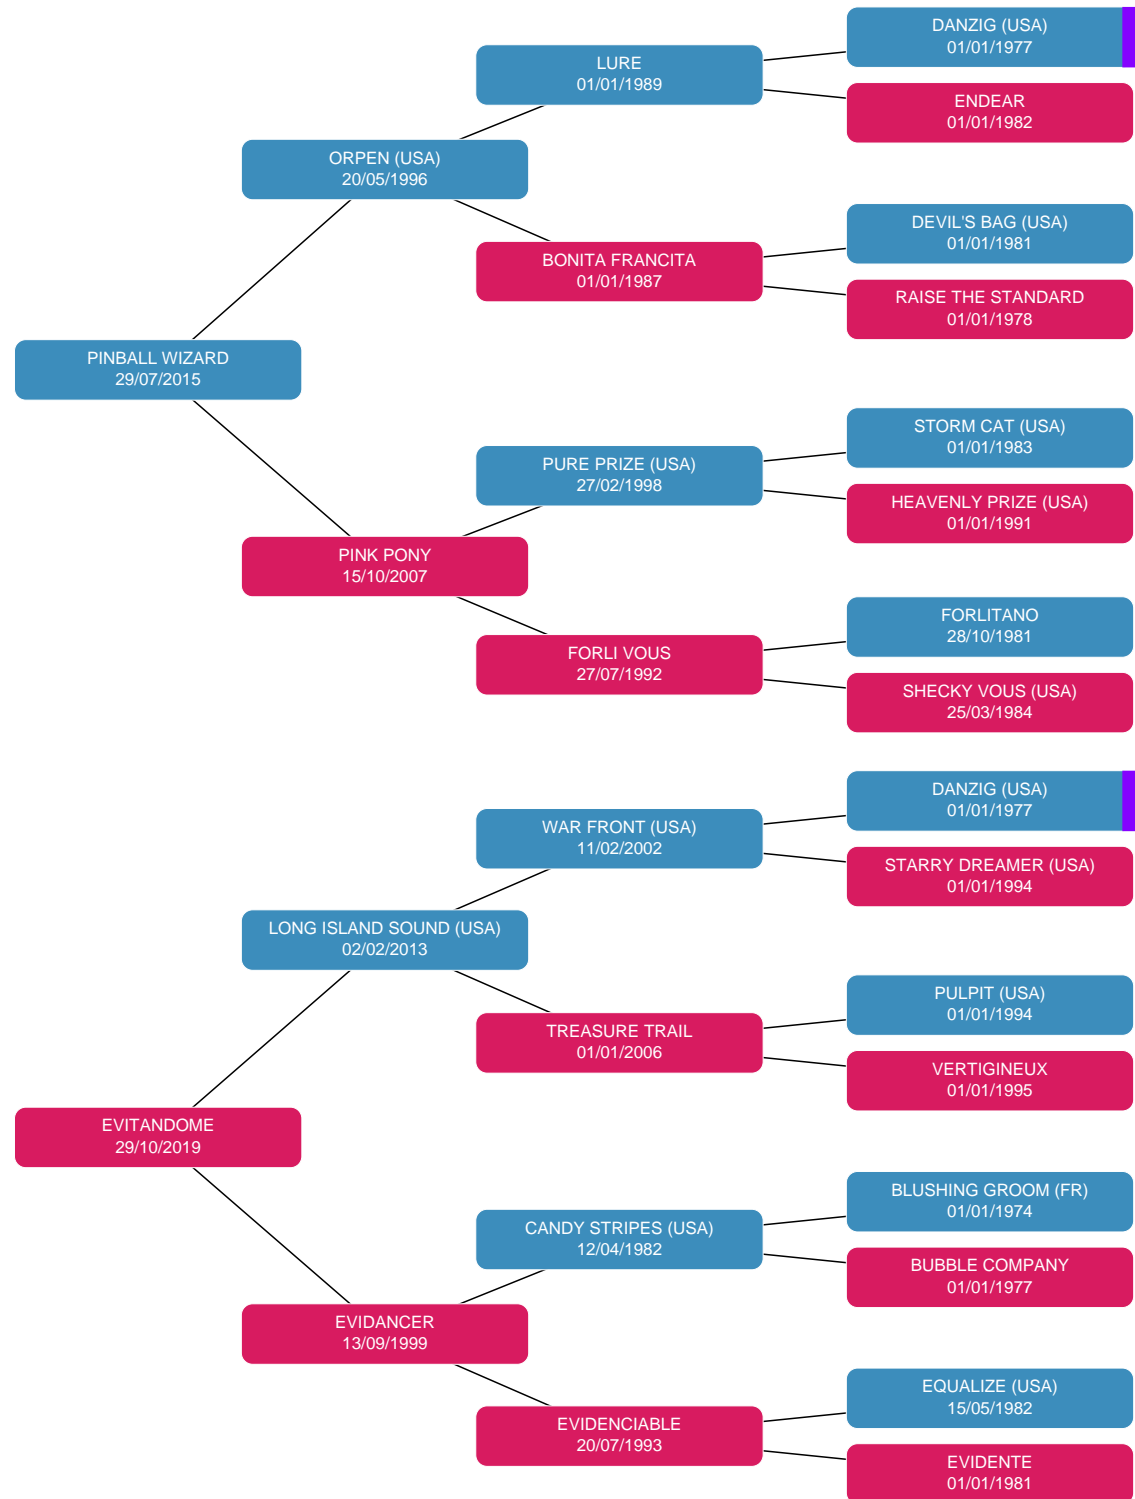 DANZIG (USA)
01/01/1977
LURE
01/01/1989
ENDEAR
01/01/1982
ORPEN (USA)
20/05/1996
DEVIL'S BAG (USA)
01/01/1981
BONITA FRANCITA
01/01/1987
RAISE THE STANDARD
01/01/1978
PINBALL WIZARD
29/07/2015
STORM CAT (USA)
01/01/1983
PURE PRIZE (USA)
27/02/1998
HEAVENLY PRIZE (USA)
01/01/1991
PINK PONY
15/10/2007
FORLITANO
28/10/1981
FORLI VOUS
27/07/1992
SHECKY VOUS (USA)
25/03/1984
DANZIG (USA)
01/01/1977
WAR FRONT (USA)
11/02/2002
STARRY DREAMER (USA)
01/01/1994
LONG ISLAND SOUND (USA)
02/02/2013
PULPIT (USA)
01/01/1994
TREASURE TRAIL
01/01/2006
VERTIGINEUX
01/01/1995
EVITANDOME
29/10/2019
BLUSHING GROOM (FR)
01/01/1974
CANDY STRIPES (USA)
12/04/1982
BUBBLE COMPANY
01/01/1977
EVIDANCER
13/09/1999
EQUALIZE (USA)
15/05/1982
EVIDENCIABLE
20/07/1993
EVIDENTE
01/01/1981